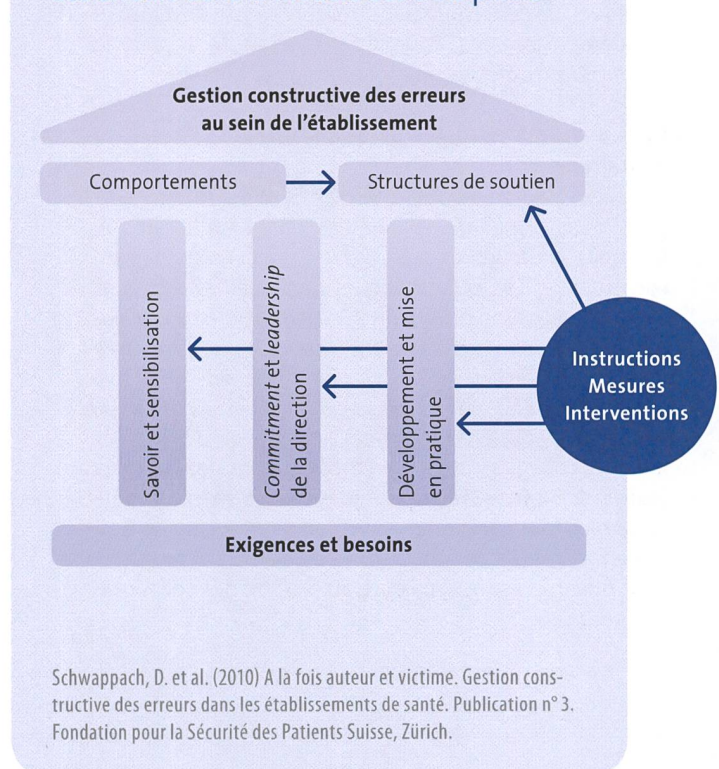 Gestion constructive des erreurs
au sein de l'établissement
Comportements
Structures de soutien
Savoir et sensibilisation
Commitment et leadership
de la direction
Développement et mise
en pratique
Instructions
Mesures
Interventions
Exigences et besoins
Schwappach, D. et al. (2010) A la fois auteur et victime. Gestion cons-
tructive des erreurs dans les établissements de santé. Publication n° 3.
Fondation pour la Sécurité des Patients Suisse, Zürich.